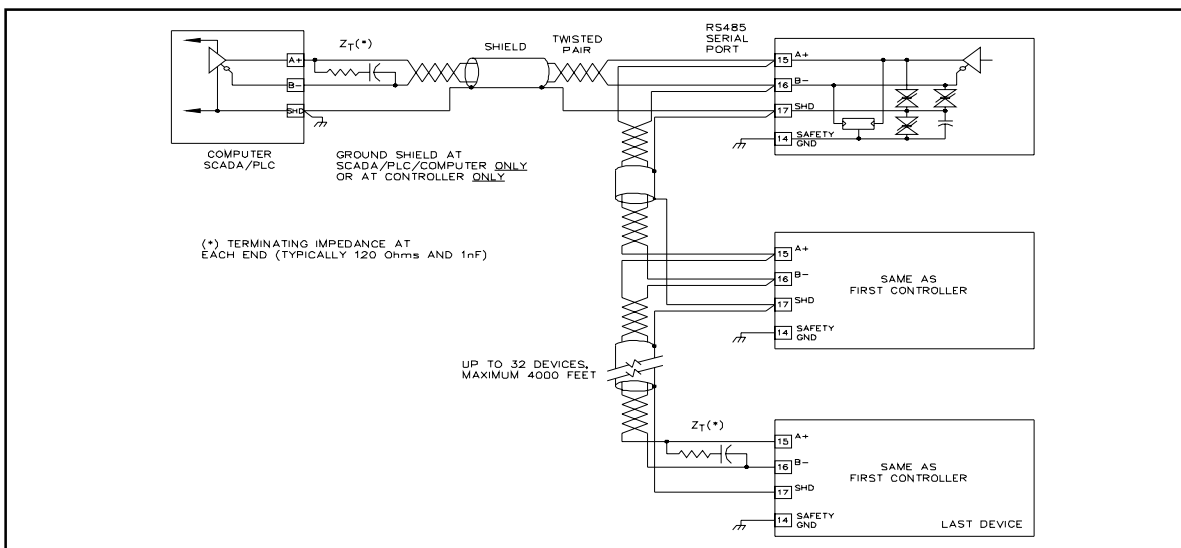 RS485
SERIAL
PORT
ZT(*)
SHIELD
TWISTED
PAIR
A+
B-
SHD
COMPUTER
SCADA/PLC
GROUND SHIELD AT
SCADA/PLC/COMPUTER ONLY
OR AT CONTROLLER ONLY
15 A+
16 B-
17 SHD
14 SAFETY
GND
(*) TERMINATING IMPEDANCE AT
EACH END (TYPICALLY 120 Ohms AND 1nF)
15 A+
16 B-
17 SHD
14 SAFETY
GND
SAME AS
FIRST CONTROLLER
UP TO 32 DEVICES,
MAXIMUM 4000 FEET
ZT(*)
15 A+
16 B-
17 SHD
14 SAFETY
GND
SAME AS
FIRST CONTROLLER
LAST DEVICE